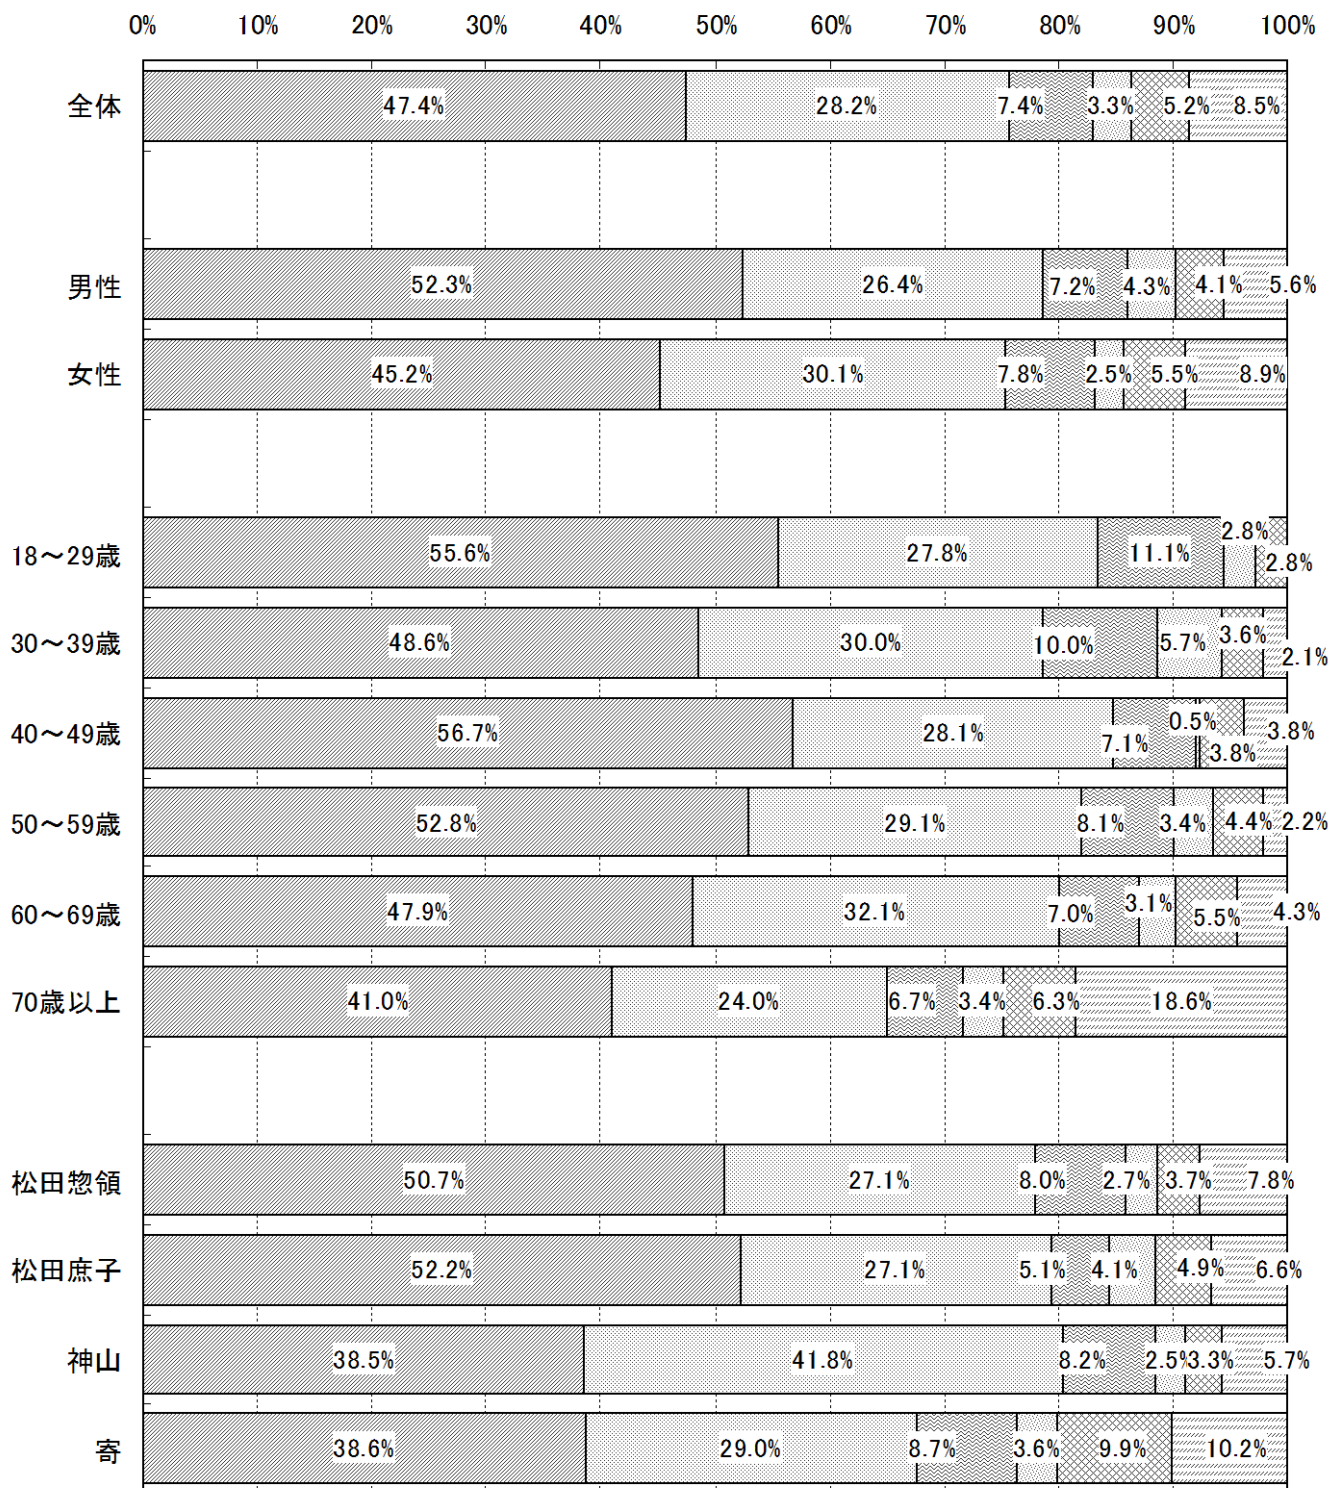 0% 10% 20% 30% 40% 50% 60% 70% 80% 90% 100%
全体 47.4% 28.2% 7.4% 3.3% 5.2% 8.5%
男性 52.3% 26.4% 7.2% 4.3% 4.1% 5.6%
女性 45.2% 30.1% 7.8% 2.5% 5.5% 8.9%
18～29歳 55.6% 27.8% 11.1% 2.8% 2.8%
30～39歳 48.6% 30.0% 10.0% 5.7% 3.6% 2.1%
40～49歳 56.7% 28.1% 7.1% 0.5% 3.8% 3.8%
50～59歳 52.8% 29.1% 8.1% 3.4% 4.4% 2.2%
60～69歳 47.9% 32.1% 7.0% 3.1% 5.5% 4.3%
70歳以上 41.0% 24.0% 6.7% 3.4% 6.3% 18.6%
松田惣領 50.7% 27.1% 8.0% 2.7% 3.7% 7.8%
松田庶子 52.2% 27.1% 5.1% 4.1% 4.9% 6.6%
神山 38.5% 41.8% 8.2% 2.5% 3.3% 5.7%
寄 38.6% 29.0% 8.7% 3.6% 9.9% 10.2%